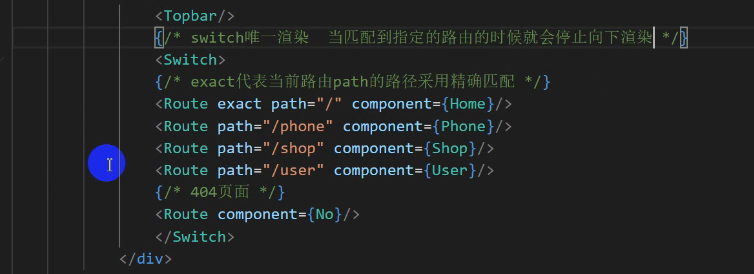 <Topbar/>
{/* switch唯一渲染  当匹配到指定的路由的时候就会停止向下渲染 */}
<Switch>
{/* exact代表当前路由path的路径采用精确匹配 */}
<Route exact path="/" component={Home}/>
<Route path="/phone" component={Phone}/>
<Route path="/shop" component={Shop}/>
<Route path="/user" component={User}/>
{/* 404页面 */}
<Route component={No}/>
</Switch>
</div>